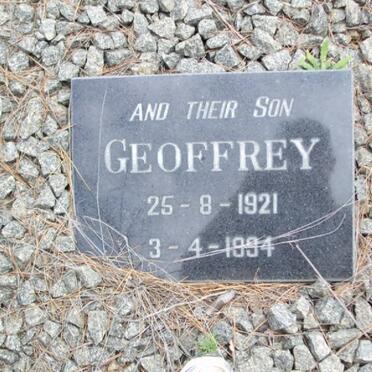 AND THEIR SON
GEOFFREY
25-8-1921
3-4-1994